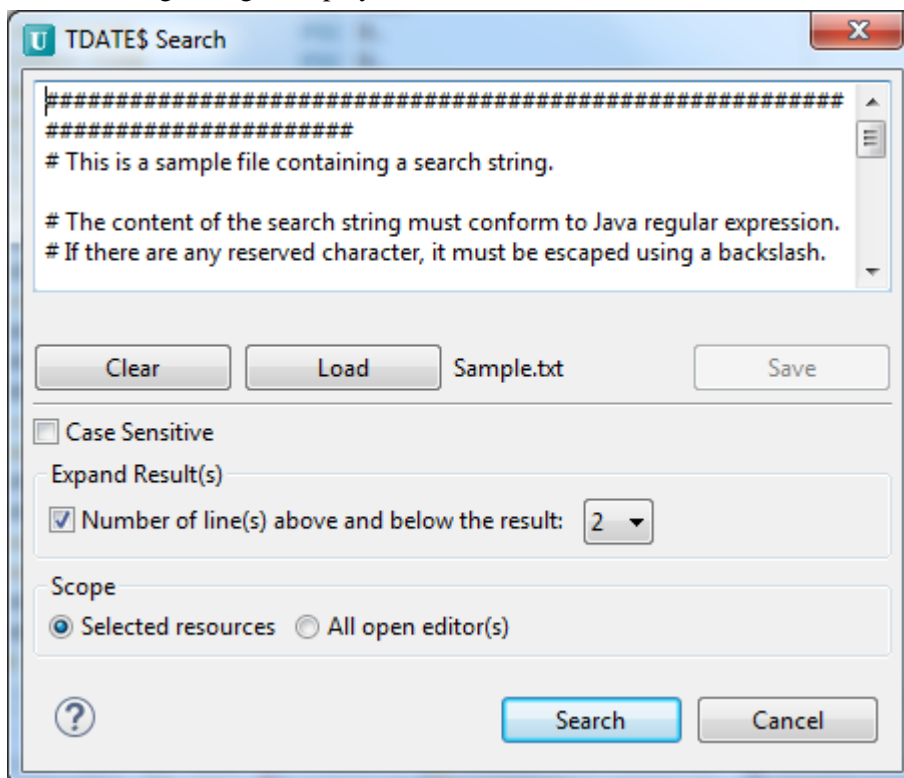 TDATE$ Search
#########################################################
######################
# This is a sample file containing a search string.
# The content of the search string must conform to Java regular expression.
# If there are any reserved character, it must be escaped using a backslash.
Clear
Load
Sample.txt
Save
Case Sensitive
Expand Result(s)
Number of line(s) above and below the result: 2
Scope
Selected resources
All open editor(s)
?
Search
Cancel